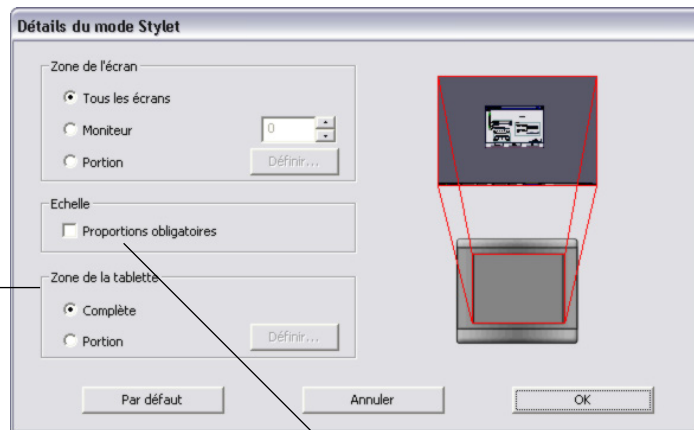 Détails du mode Stylet
Zone de l'écran
Tous les écrans
Moniteur
0
Portion
Définir...
Echelle
Proportions obligatoires
Zone de la tablette
Complète
Portion
Définir...
Par défaut
Annuler
OK